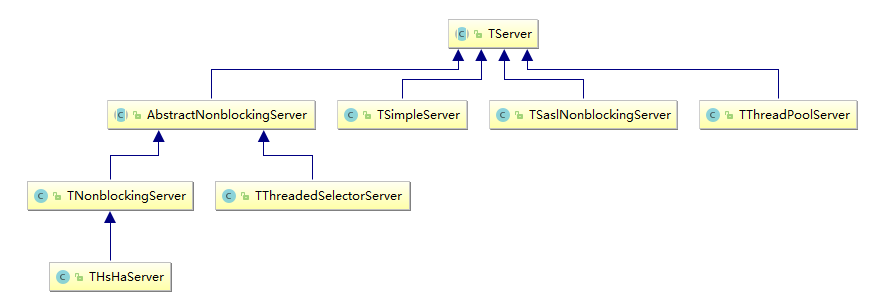 TServer
AbstractNonblockingServer
TSimpleServer
TSaslNonblockingServer
TThreadPoolServer
TNonblockingServer
TThreadedSelectorServer
THsHaServer